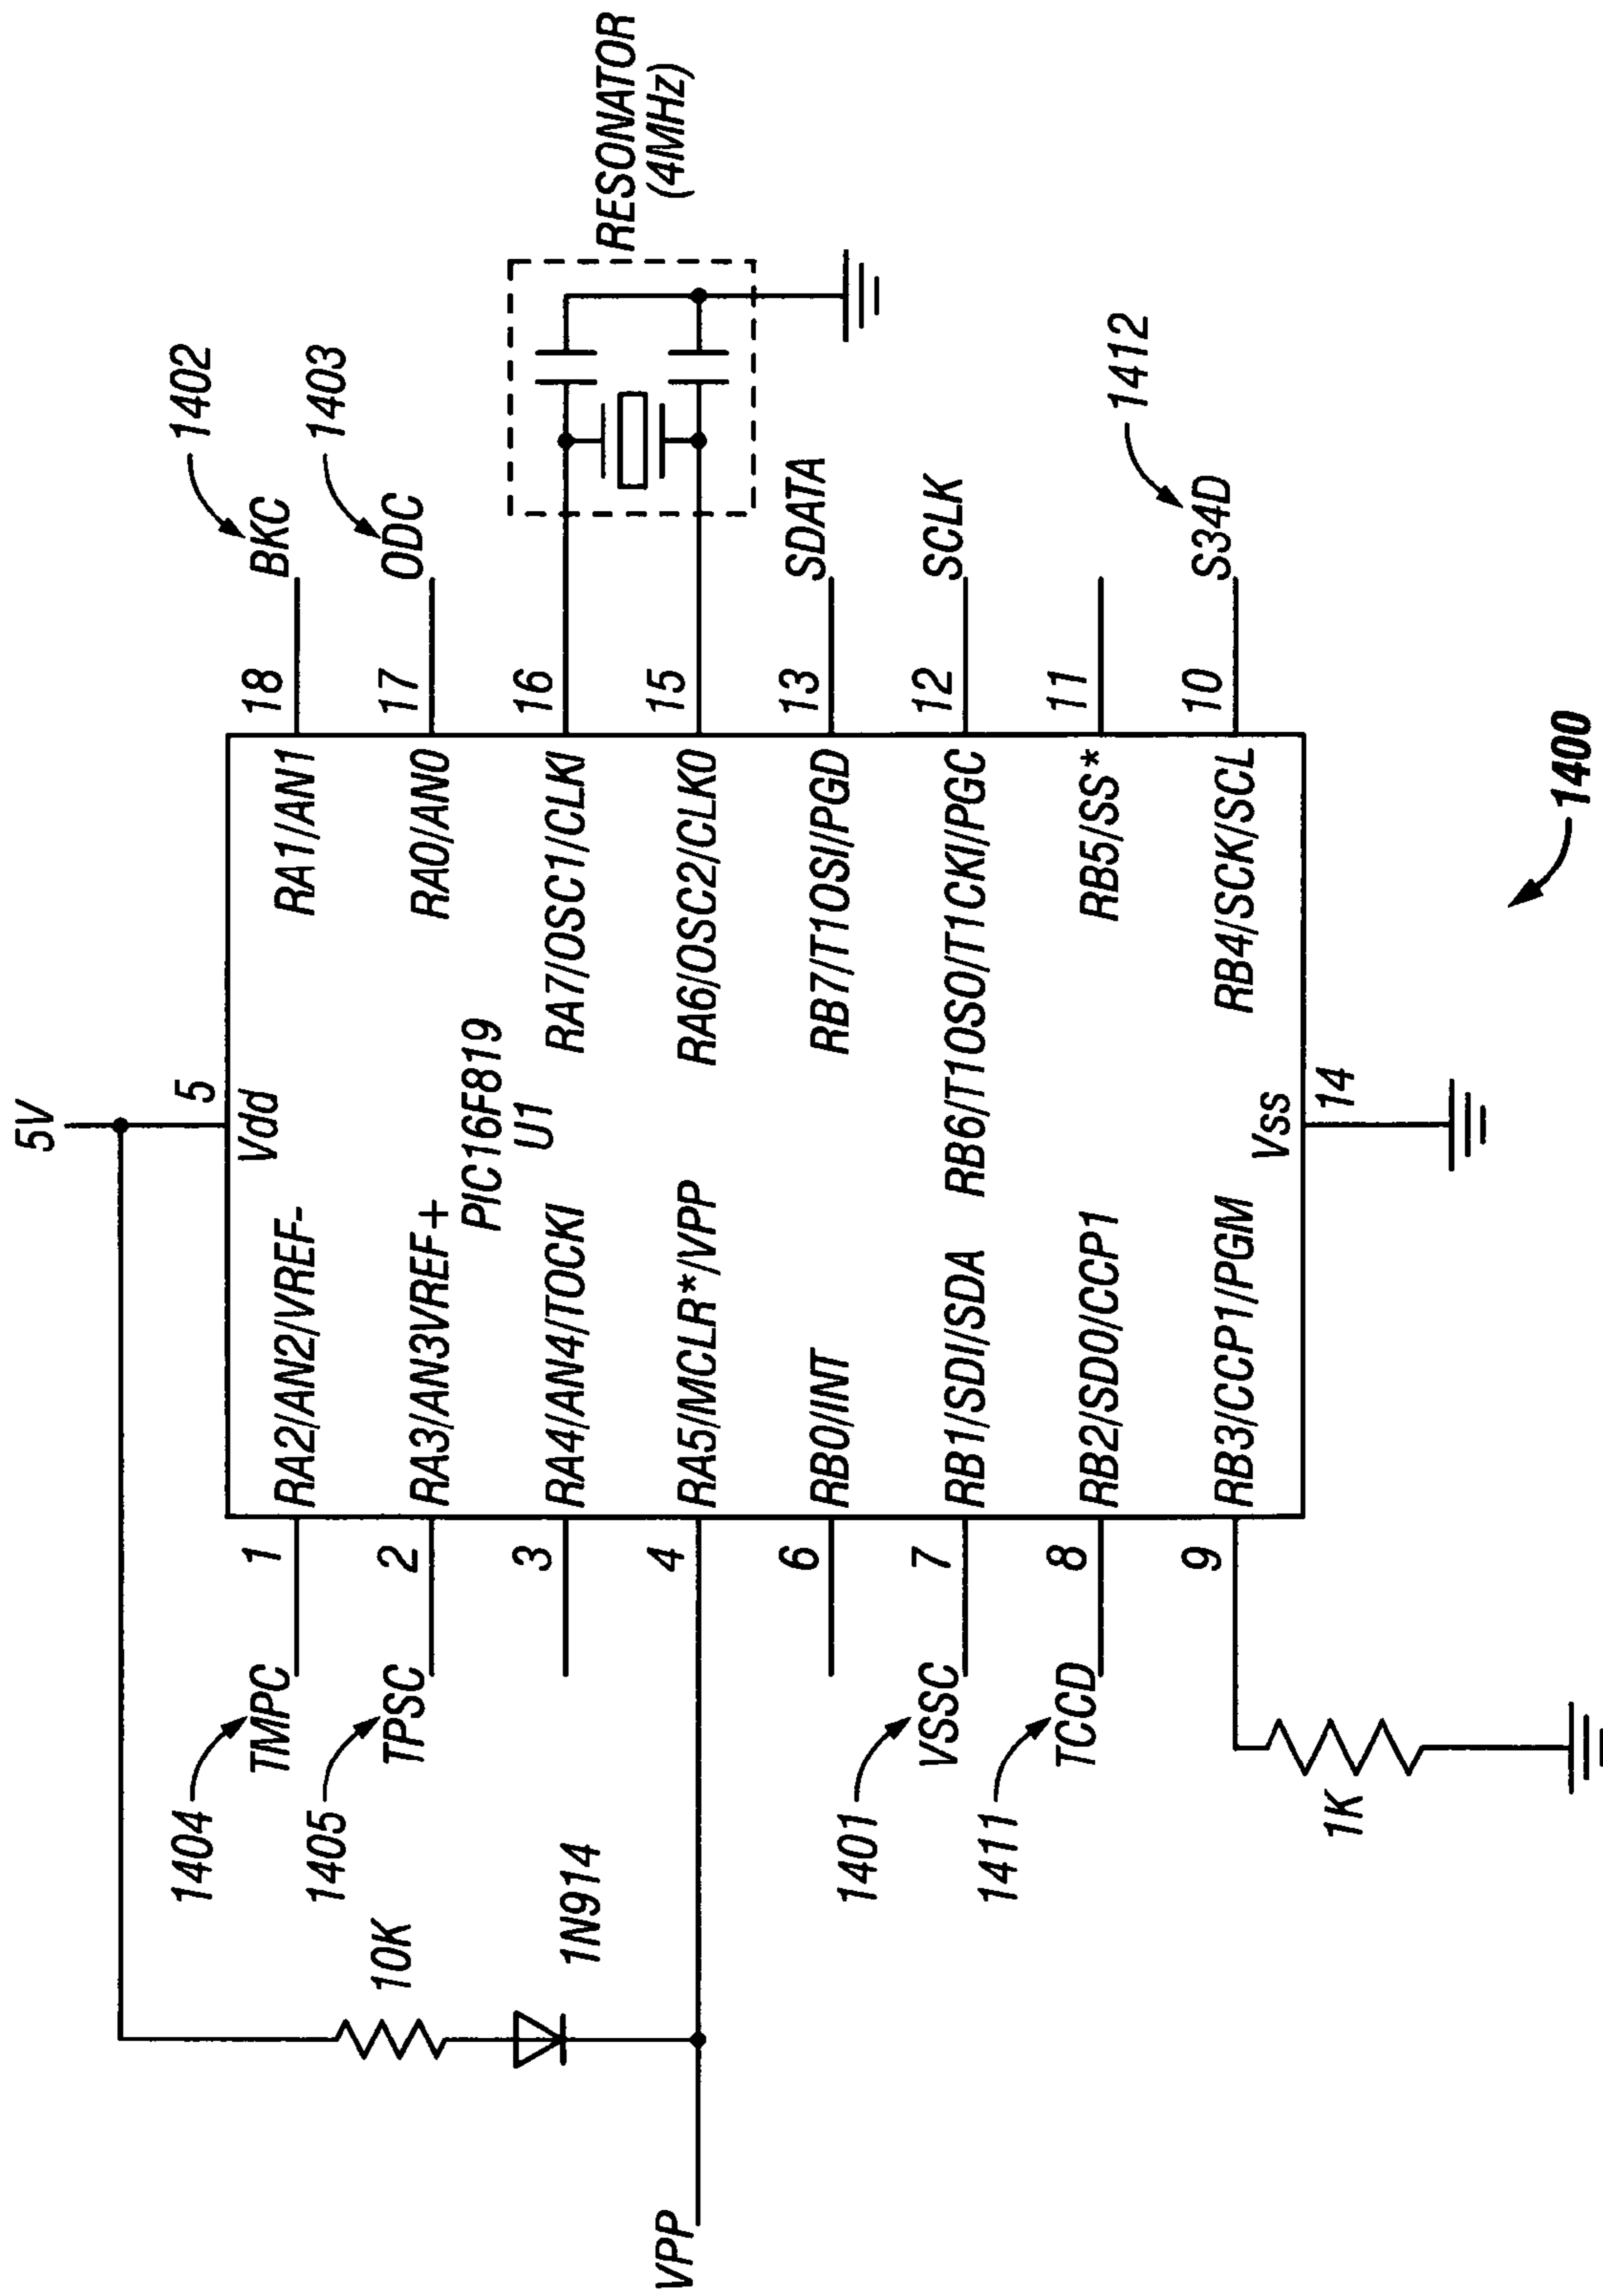 5V
5
Vdd
1404
TMPC
1
RA2/AN2/VREF-
RA1/AN1
18
BKC
1402
1405
TPSC
2
RA3/AN3VREF+
RA0/AN0
17
ODC
1403
10K
PIC16F819
U1
1N914
3
RA4/AN4/TOCKI
RA7/OSC1/CLKI
16
RESONATOR
(4MHz)
VPP
4
RA5/MCLR*/VPP
RA6/OSC2/CLK0
15
6
RB0/INT
RB7/T1OSI/PGD
13
SDATA
1401
VSSC
7
RB1/SDI/SDA
RB6/T1OSO/T1CKI/PGC
12
SCLK
1411
TCCD
8
RB2/SDO/CCP1
RB5/SS*
11
9
RB3/CCP1/PGM
RB4/SCK/SCL
10
S34D
1412
1K
Vss
14
1400